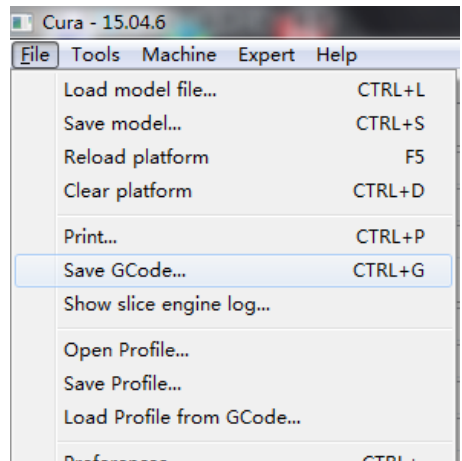 Cura - 15.04.6
File Tools Machine Expert Help
Load model file... CTRL+L
Save model... CTRL+S
Reload platform F5
Clear platform CTRL+D
Print... CTRL+P
Save GCode... CTRL+G
Show slice engine log...
Open Profile...
Save Profile...
Load Profile from GCode...